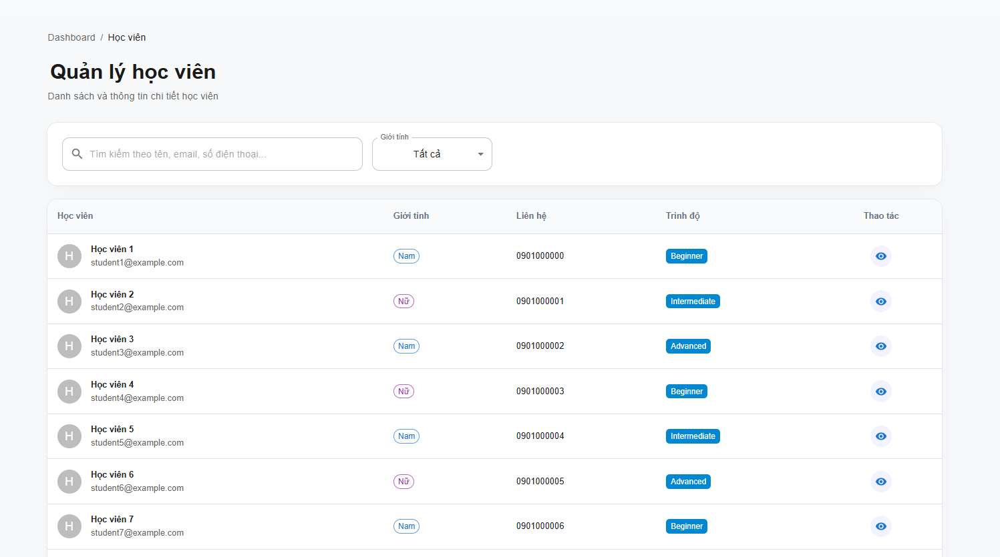 Dashboard / Học viên
Quản lý học viên
Danh sách và thông tin chi tiết học viên
Giới tính
Tìm kiếm theo tên, email, số điện thoại... Tất cả
Học viên Giới tính Liên hệ Trình độ Thao tác
Học viên 1
H Nam 0901000000 Beginner
student1@example.com
Học viên 2
H Nữ 0901000001 Intermediate
student2@example.com
Học viên 3
H Nam 0901000002 Advanced
student3@example.com
Học viên 4
H Nữ 0901000003 Beginner
student4@example.com
Học viên 5
H Nam 0901000004 Intermediate
student5@example.com
Học viên 6
H Nữ 0901000005 Advanced
student6@example.com
Học viên 7
H Nam 0901000006 Beginner
student7@example.com